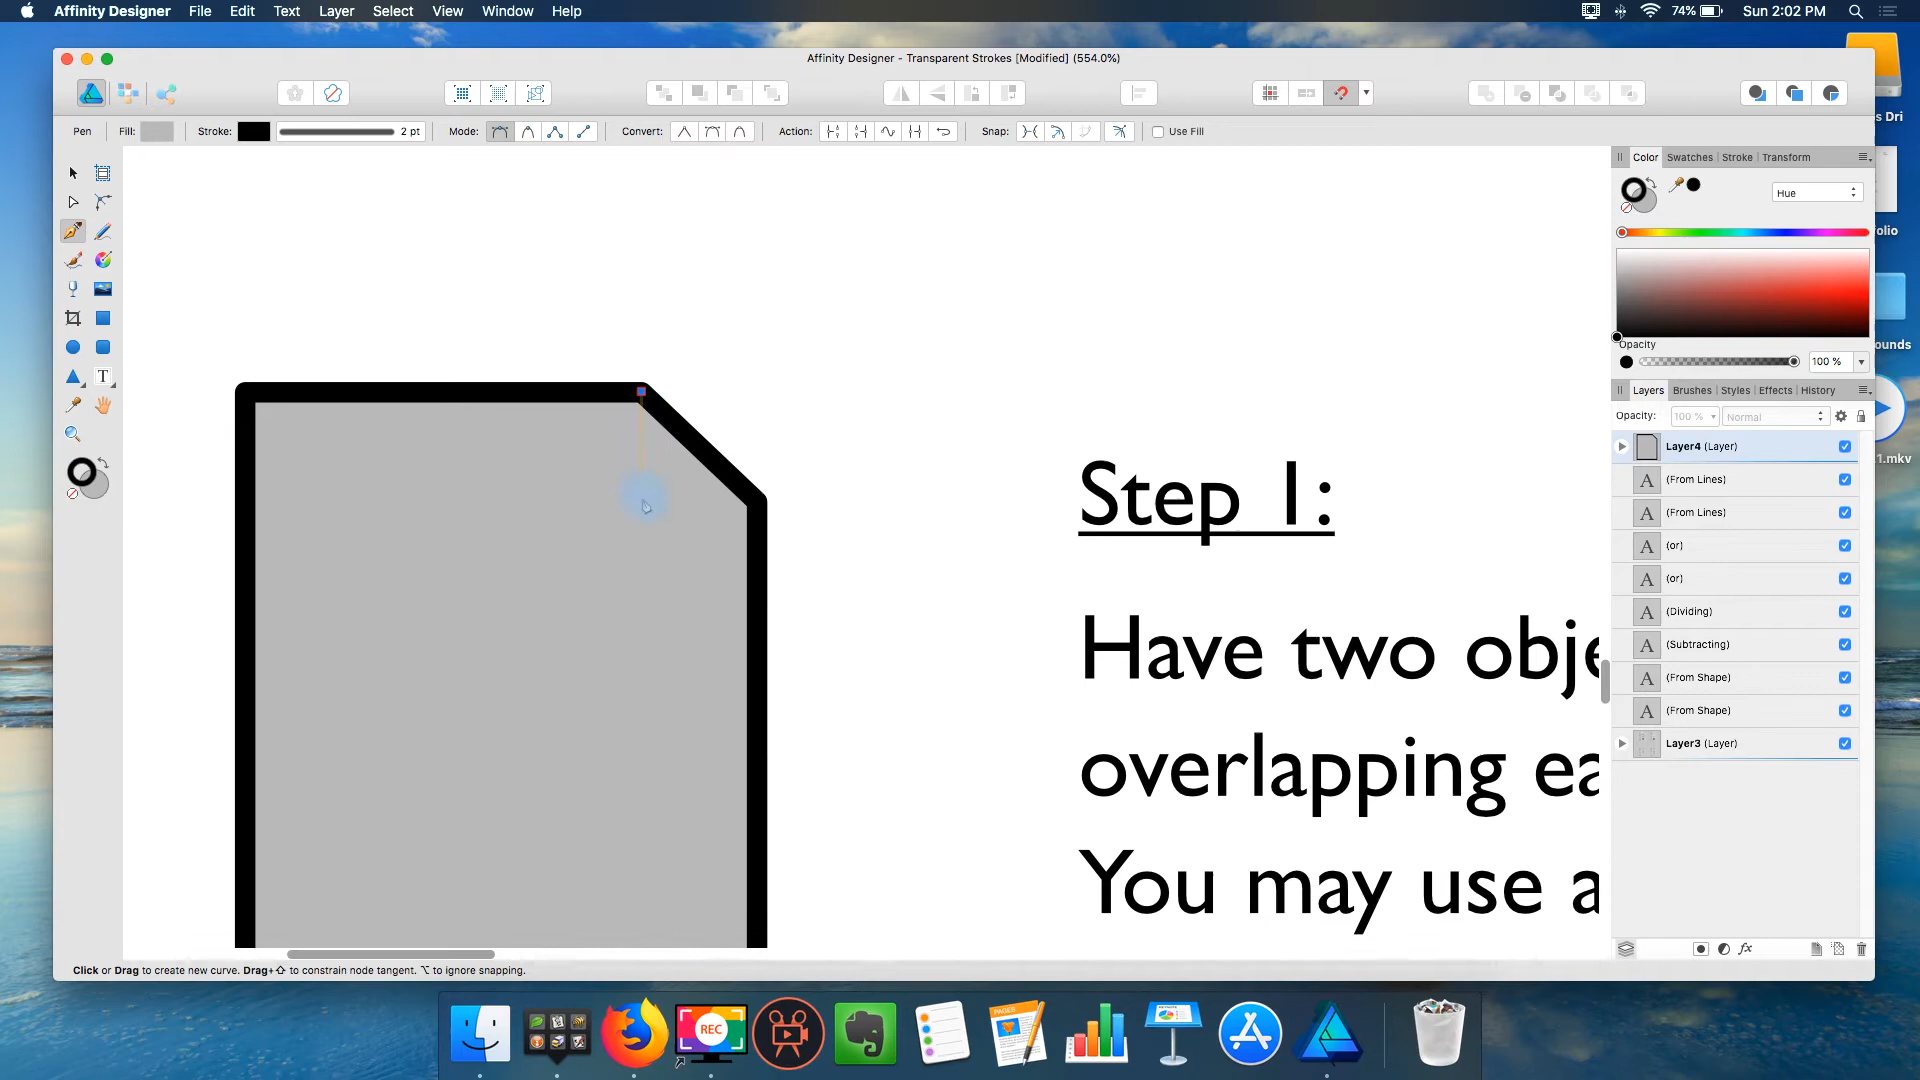 Affinity Designer File Edit Text Layer Select View Window Help 74% Sun 2:02 PM
Affinity Designer - Transparent Strokes [Modified] (554.0%)
Pen Fill: Stroke: 2 pt Mode: Convert: Action: Snap: Use Fill
Color Swatches Stroke Transform
Hue
Opacity
100 %
Layers Brushes Styles Effects History
Opacity: 100 % Normal
Layer4 (Layer)
A (From Lines)
A (From Lines)
A (or)
A (or)
A (Dividing)
A (Subtracting)
A (From Shape)
A (From Shape)
Layer3 (Layer)
Step 1:
Have two obje
overlapping ea
You may use a
Click or Drag to create new curve. Drag+⇧ to constrain node tangent. ⌥ to ignore snapping.
s Dri
folio
ounds
1.mkv
REC
PAGES
KEYNOTE